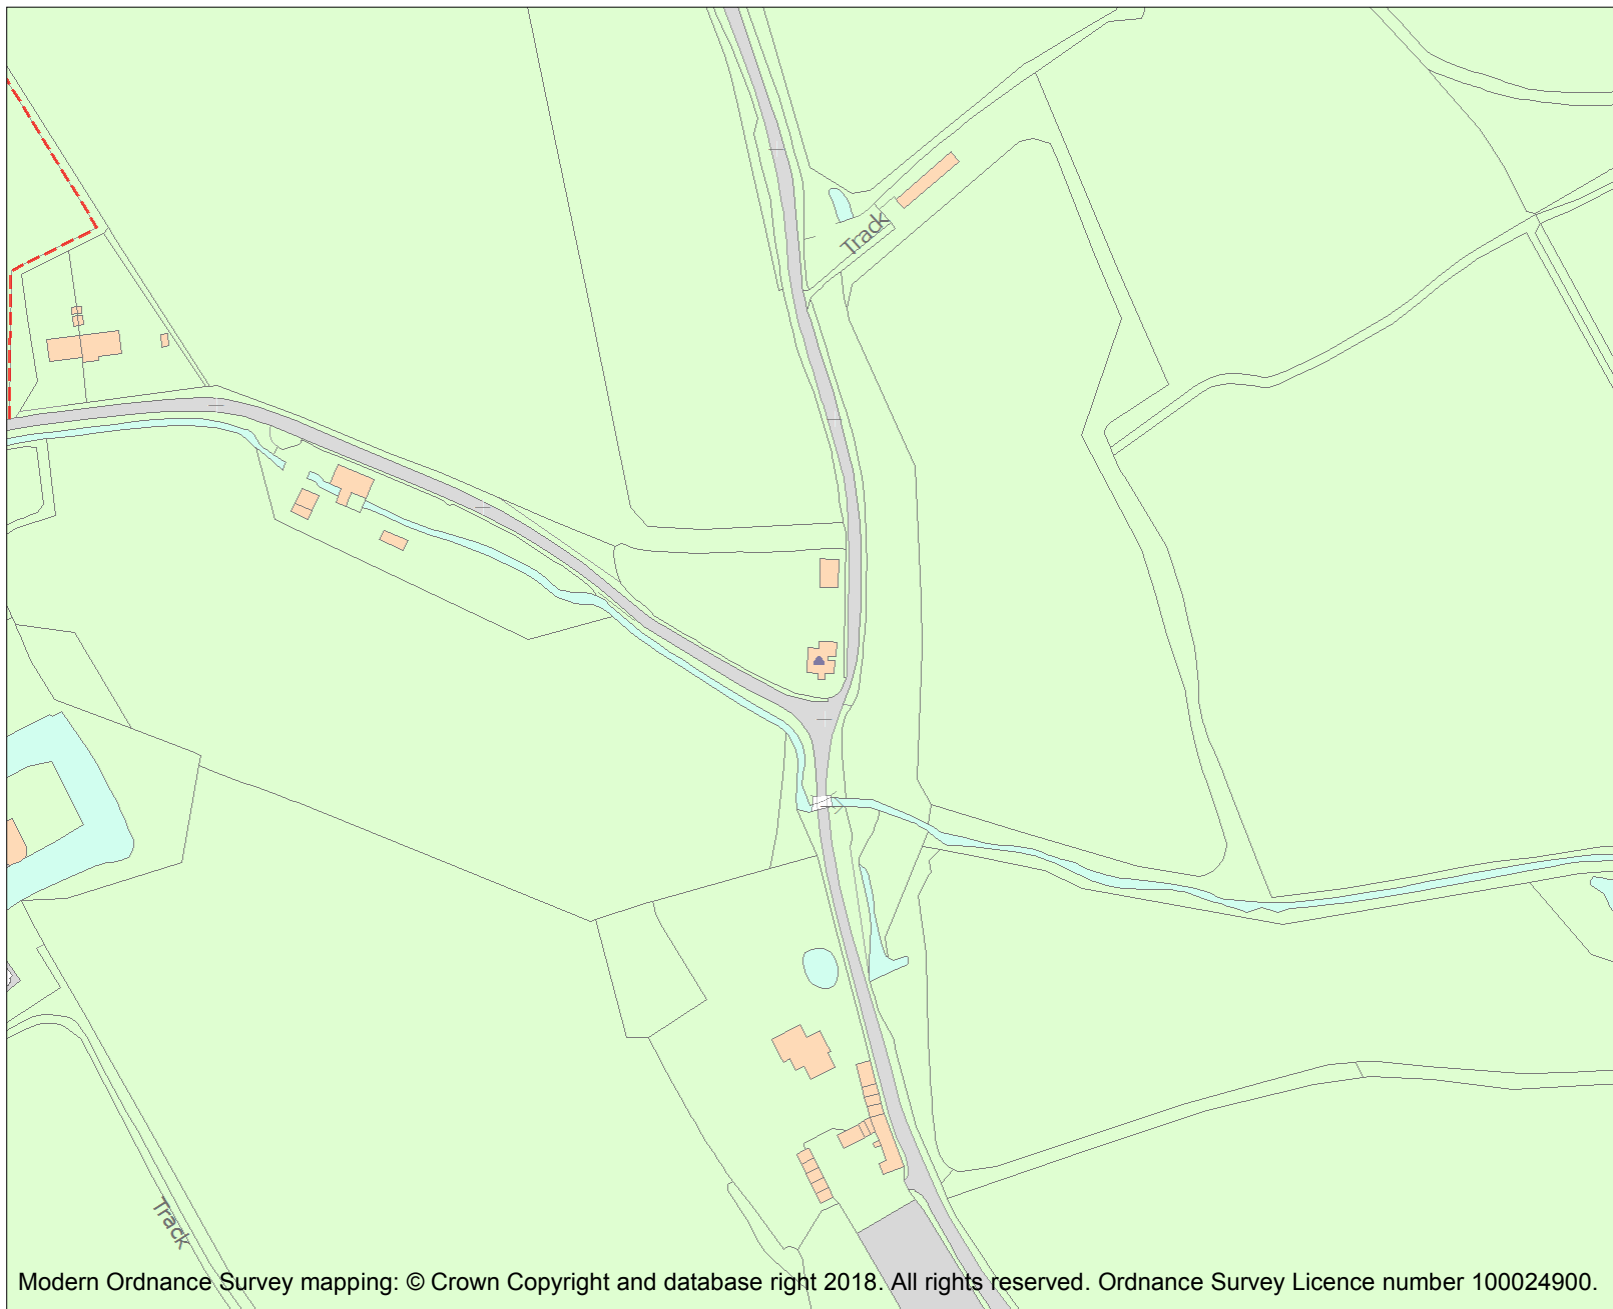 Track
Track
Modern Ordnance Survey mapping: © Crown Copyright and database right 2018. All rights reserved. Ordnance Survey Licence number 100024900.